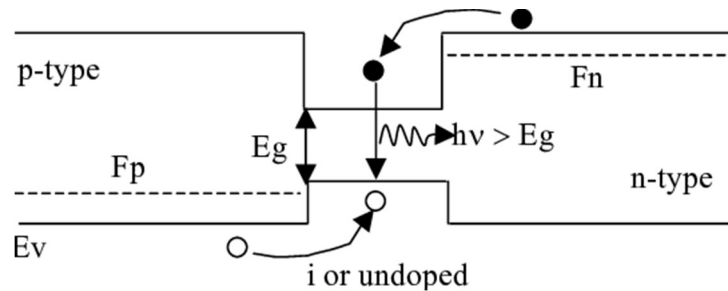 p-type
Fn
Eg
hν > Eg
Fp
n-type
Ev
i or undoped